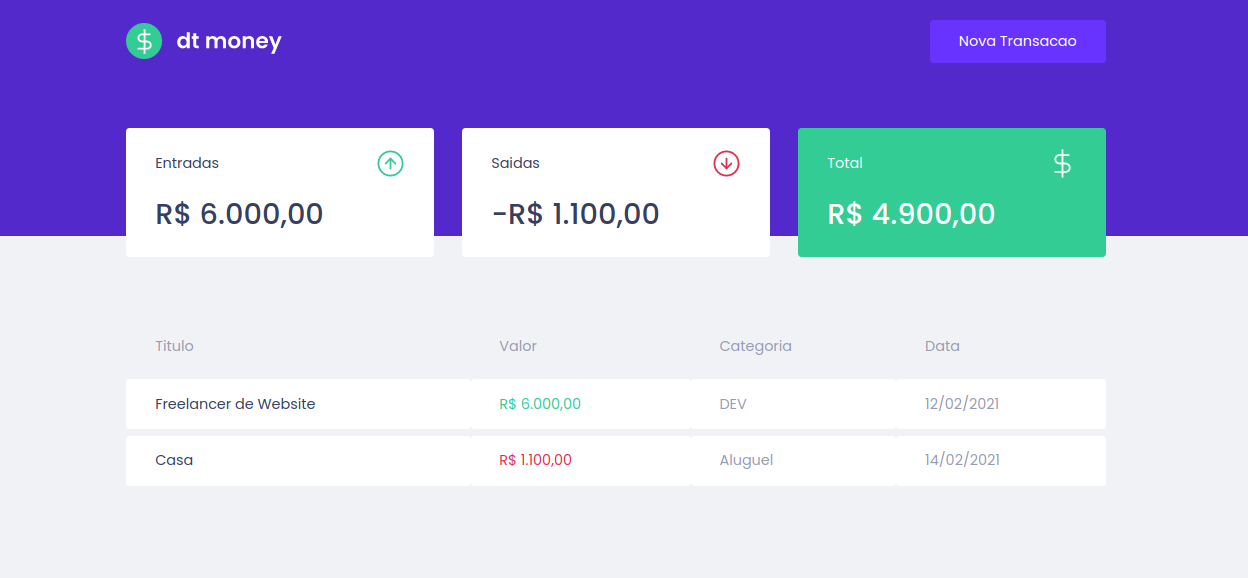 dt money
Nova Transacao
Entradas
R$ 6.000,00
Saidas
-R$ 1.100,00
Total
R$ 4.900,00
Titulo Valor Categoria Data
Freelancer de Website R$ 6.000,00 DEV 12/02/2021
Casa R$ 1.100,00 Aluguel 14/02/2021